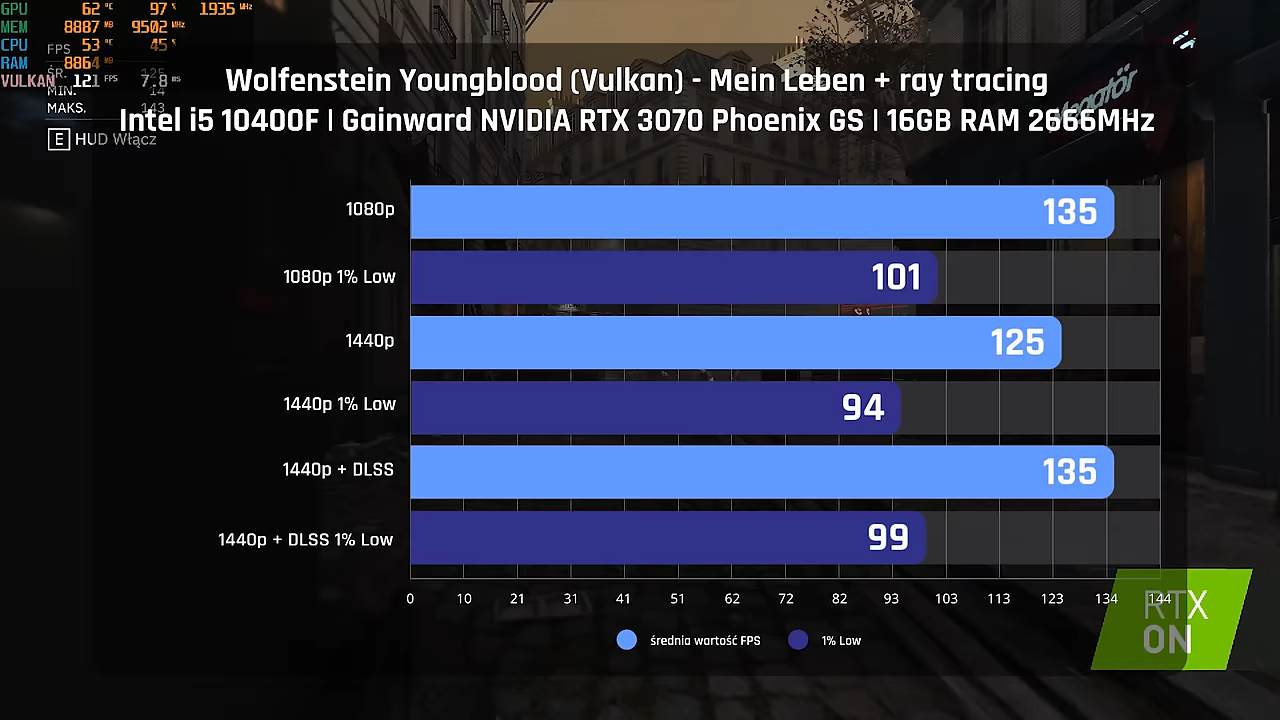 GPU 62 °C 97 % 1935 MHz
MEM 8887 MB 9502 MHz
CPU 53 °C 45 %
FPS
RAM 8864 MB
ŚR. 125
VULKAN 121 FPS 7.8 ms
MIN. 14
MAKS. 143
E HUD Włącz
Wolfenstein Youngblood (Vulkan) - Mein Leben + ray tracing
Intel i5 10400F | Gainward NVIDIA RTX 3070 Phoenix GS | 16GB RAM 2666MHz
1080p 135
1080p 1% Low 101
1440p 125
1440p 1% Low 94
1440p + DLSS 135
1440p + DLSS 1% Low 99
0 10 21 31 41 51 62 72 82 93 103 113 123 134 144
średnia wartość FPS 1% Low
RTX
ON